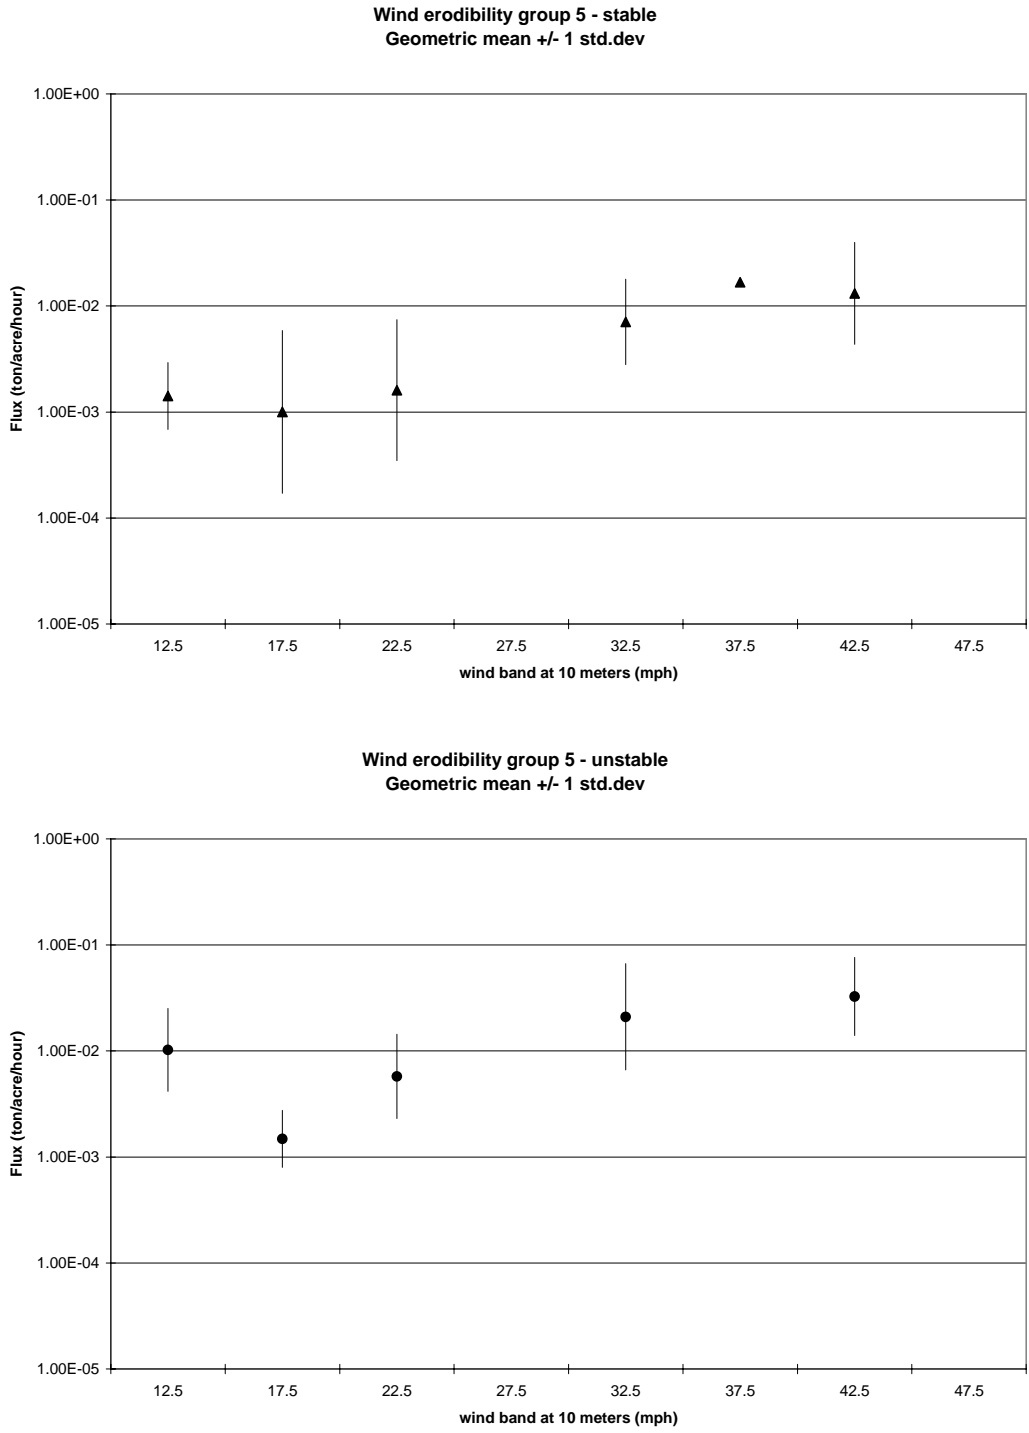 Wind erodibility group 5 - stable
Geometric mean +/- 1 std.dev
1.00E+00
1.00E-01
1.00E-02
1.00E-03
1.00E-04
1.00E-05
Flux (ton/acre/hour)
12.5 17.5 22.5 27.5 32.5 37.5 42.5 47.5
wind band at 10 meters (mph)
Wind erodibility group 5 - unstable
Geometric mean +/- 1 std.dev
1.00E+00
1.00E-01
1.00E-02
1.00E-03
1.00E-04
1.00E-05
Flux (ton/acre/hour)
12.5 17.5 22.5 27.5 32.5 37.5 42.5 47.5
wind band at 10 meters (mph)